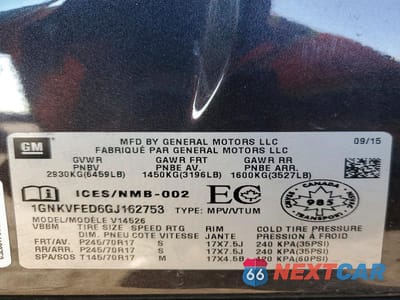 GM
MFD BY GENERAL MOTORS LLC
FABRIQUÉ PAR GENERAL MOTORS LLC
09/15
GVWR GAWR FRT GAWR RR
PNBV PNBE AV PNBE ARR
2930KG(6459LB) 1450KG(3196LB) 1600KG(3527LB)
ICES/NMB-002
EC
CANADA
985
TRANSPORT
1GNKVFED6GJ162753 TYPE: MPV/VTUM
MODEL/MODÈLE V14526
VBBM TIRE SIZE SPEED RTG RIM COLD TIRE PRESSURE
DIM. PNEU COTE VITESSE JANTE PRESSION À FROID
FRT/AV. P245/70R17 S 17X7.5J 240 KPA(35PSI)
RR/ARR. P245/70R17 S 17X7.5J 240 KPA(35PSI)
SPA/SOS T145/70R17 M 17X4.5B 420 KPA(60PSI)
66 NEXTCAR